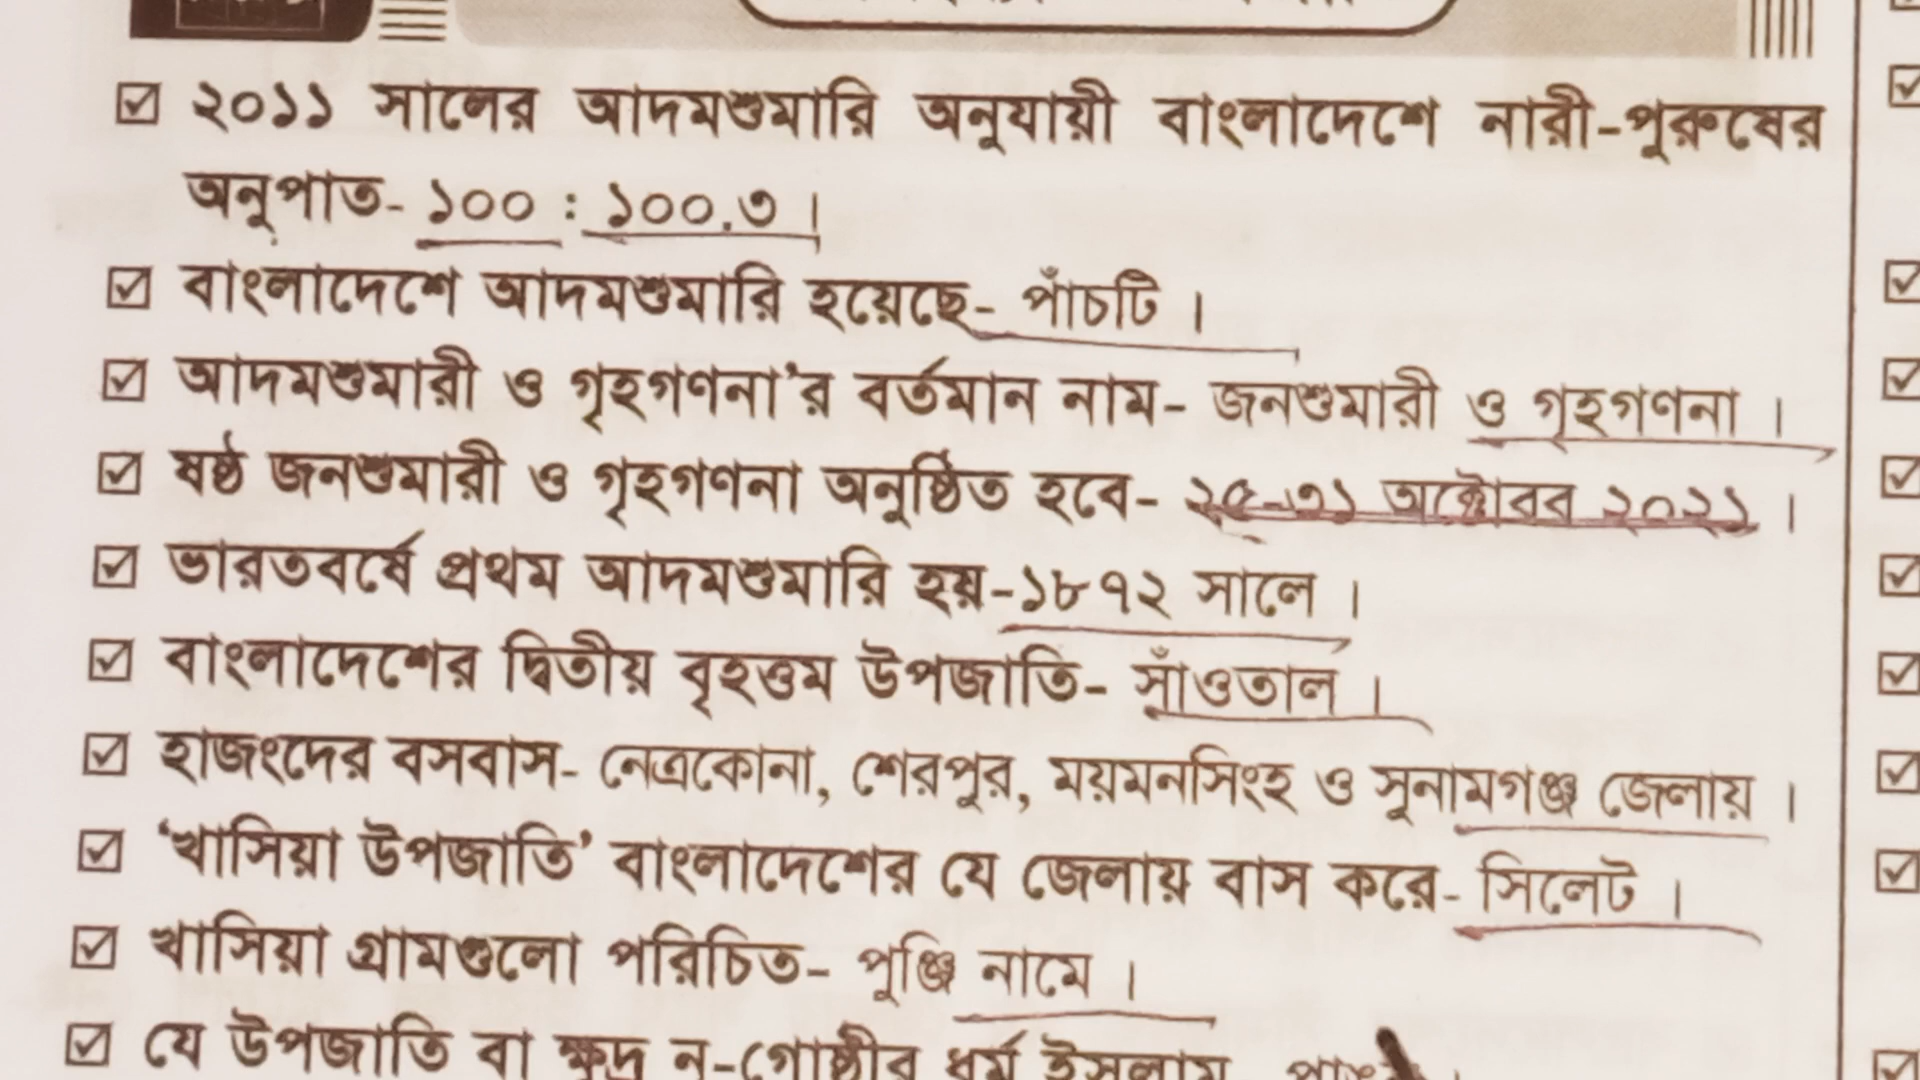 ২০১১ সালের আদমশুমারি অনুযায়ী বাংলাদেশে নারী-পুরুষের
অনুপাত- ১০০ : ১০০.৩।
বাংলাদেশে আদমশুমারি হয়েছে- পাঁচটি।
আদমশুমারী ও গৃহগণনা’র বর্তমান নাম- জনশুমারী ও গৃহগণনা।
ষষ্ঠ জনশুমারী ও গৃহগণনা অনুষ্ঠিত হবে- ২৫-৩১ অক্টোবর ২০২১।
ভারতবর্ষে প্রথম আদমশুমারি হয়-১৮৭২ সালে।
বাংলাদেশের দ্বিতীয় বৃহত্তম উপজাতি- সাঁওতাল।
হাজংদের বসবাস- নেত্রকোনা, শেরপুর, ময়মনসিংহ ও সুনামগঞ্জ জেলায়।
‘খাসিয়া উপজাতি’ বাংলাদেশের যে জেলায় বাস করে- সিলেট।
খাসিয়া গ্রামগুলো পরিচিত- পুঞ্জি নামে।
যে উপজাতি বা ক্ষুদ্র নৃ-গোষ্ঠীর ধর্ম ইসলাম